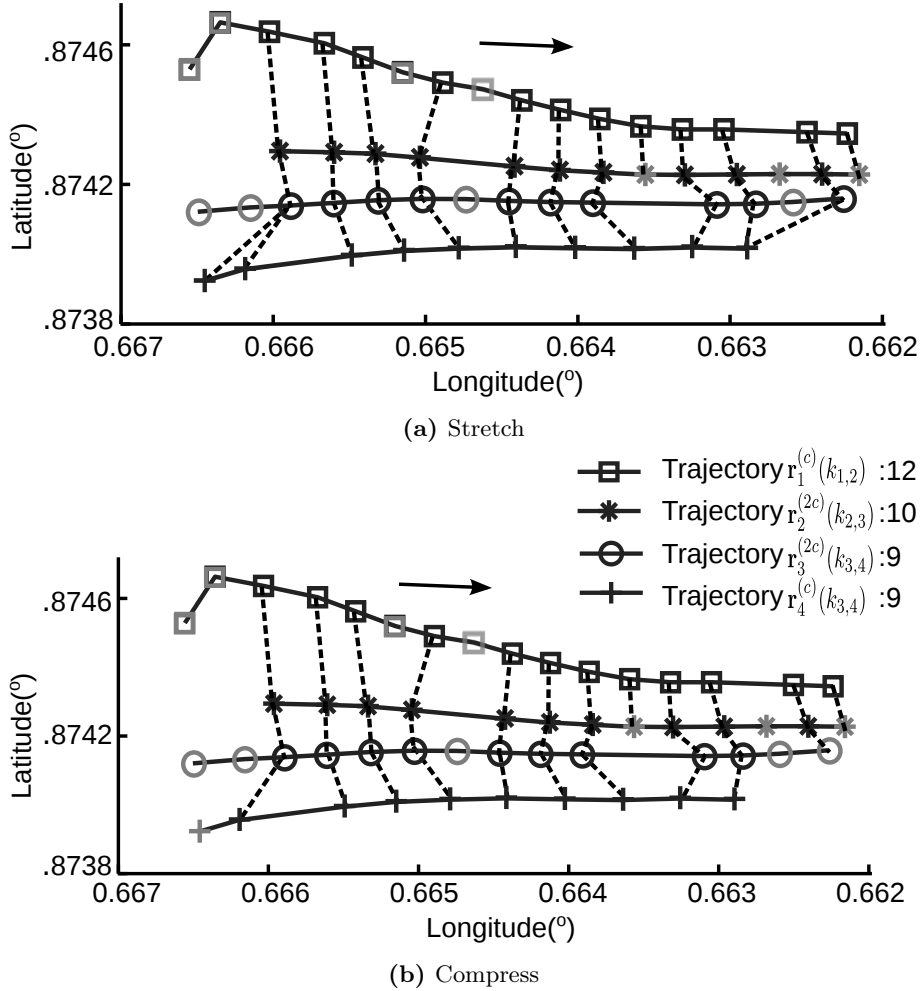 .8746
.8742
.8738
Latitude(º)
0.667 0.666 0.665 0.664 0.663 0.662
Longitude(º)
(a) Stretch
Trajectory r₁⁽ᶜ⁾(k₁,₂) :12
Trajectory r₂⁽²ᶜ⁾(k₂,₃):10
Trajectory r₃⁽²ᶜ⁾(k₃,₄):9
Trajectory r₄⁽ᶜ⁾(k₃,₄):9
.8746
.8742
.8738
Latitude(º)
0.667 0.666 0.665 0.664 0.663 0.662
Longitude(º)
(b) Compress